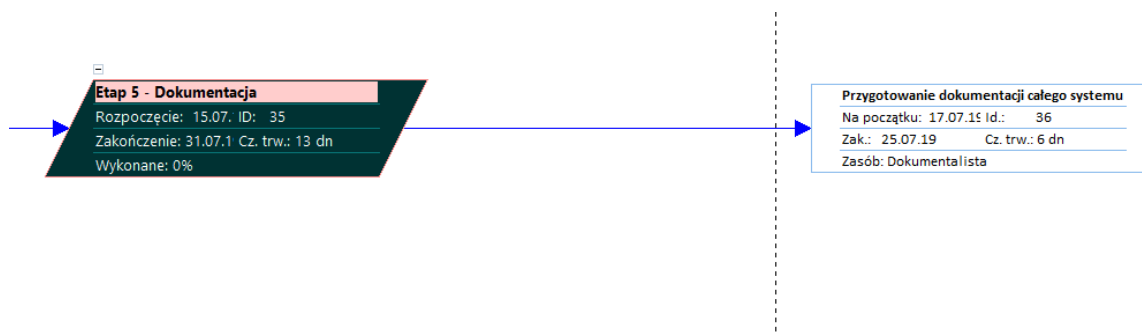 Etap 5 - Dokumentacja
Rozpoczęcie: 15.07. ID: 35
Zakończenie: 31.07.1 Cz. trw.: 13 dn
Wykonane: 0%
Przygotowanie dokumentacji całego systemu
Na początku: 17.07.19 Id.: 36
Zak.: 25.07.19 Cz. trw.: 6 dn
Zasób: Dokumentalista